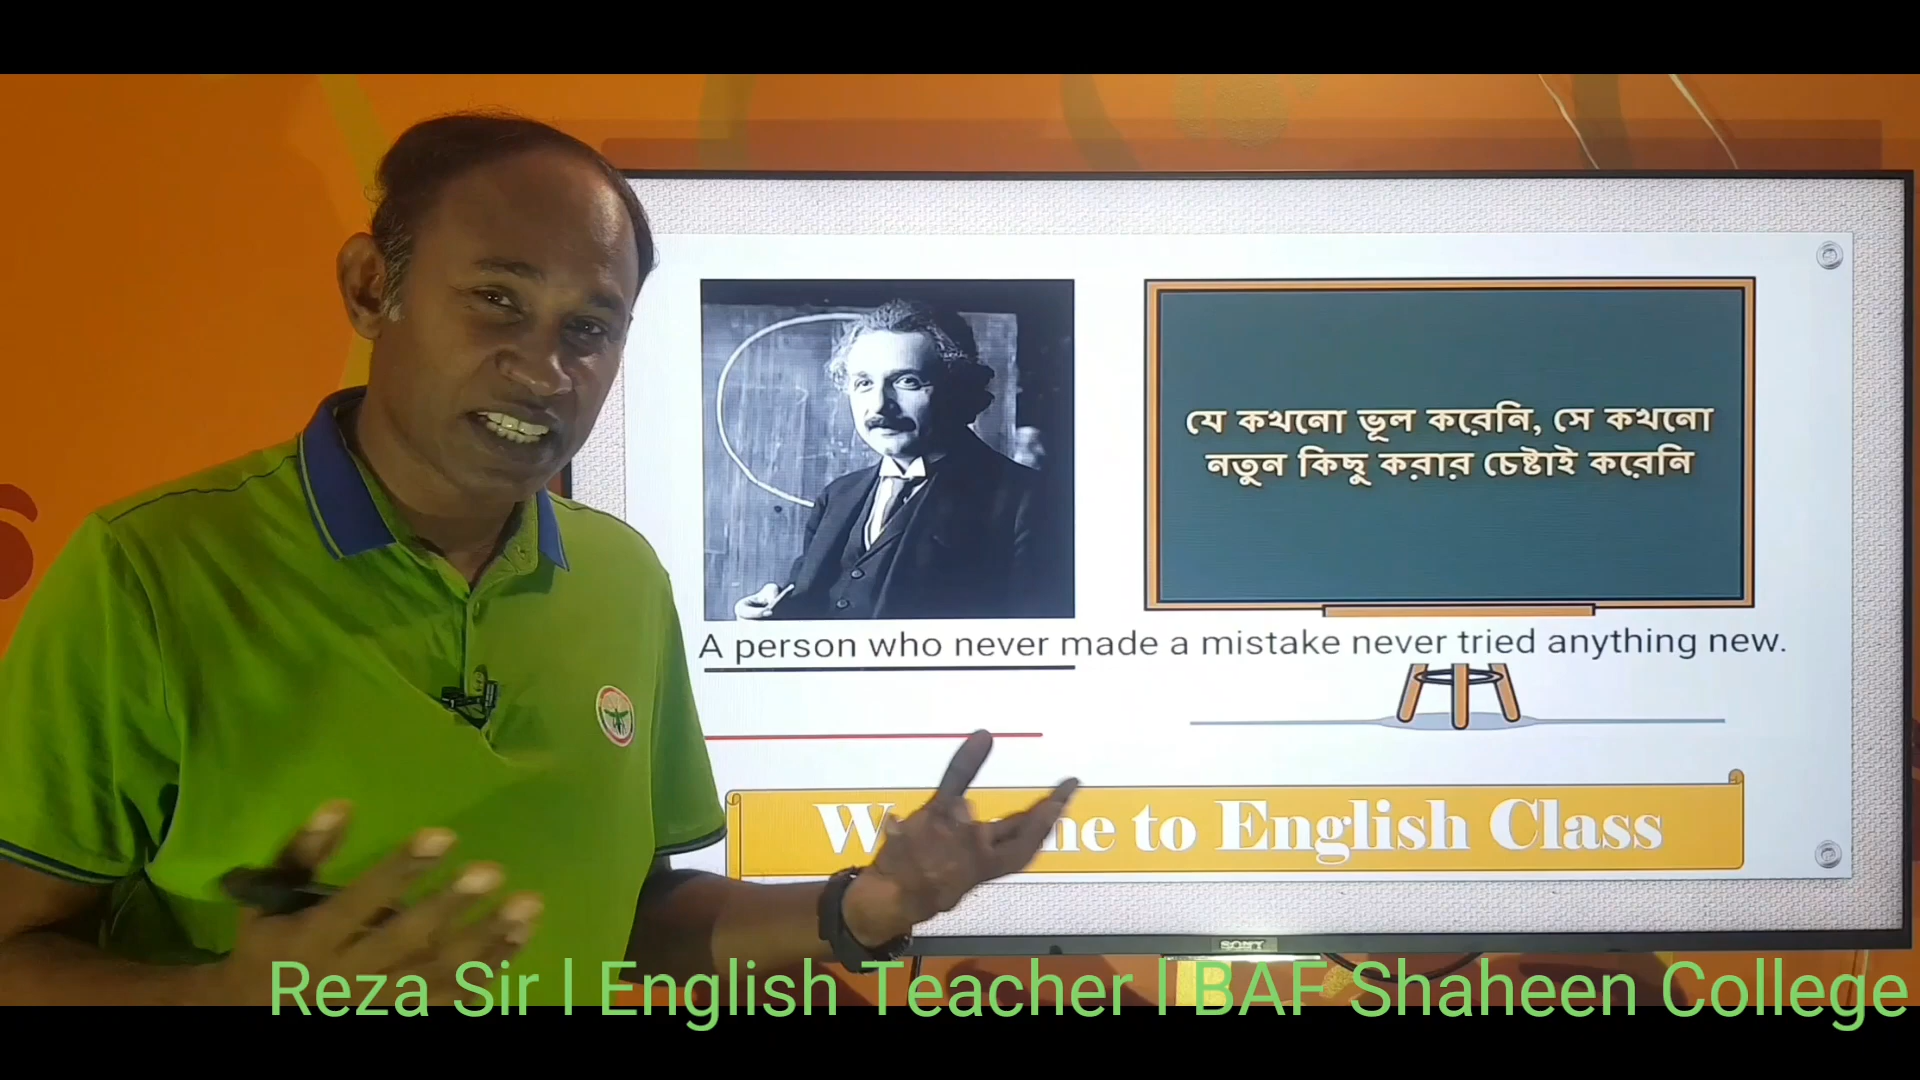 যে কখনো ভূল করেনি, সে কখনো
নতুন কিছু করার চেষ্টাই করেনি
A person who never made a mistake never tried anything new.
to English Class
SONY
Reza Sir l English Teacher l BAF Shaheen College